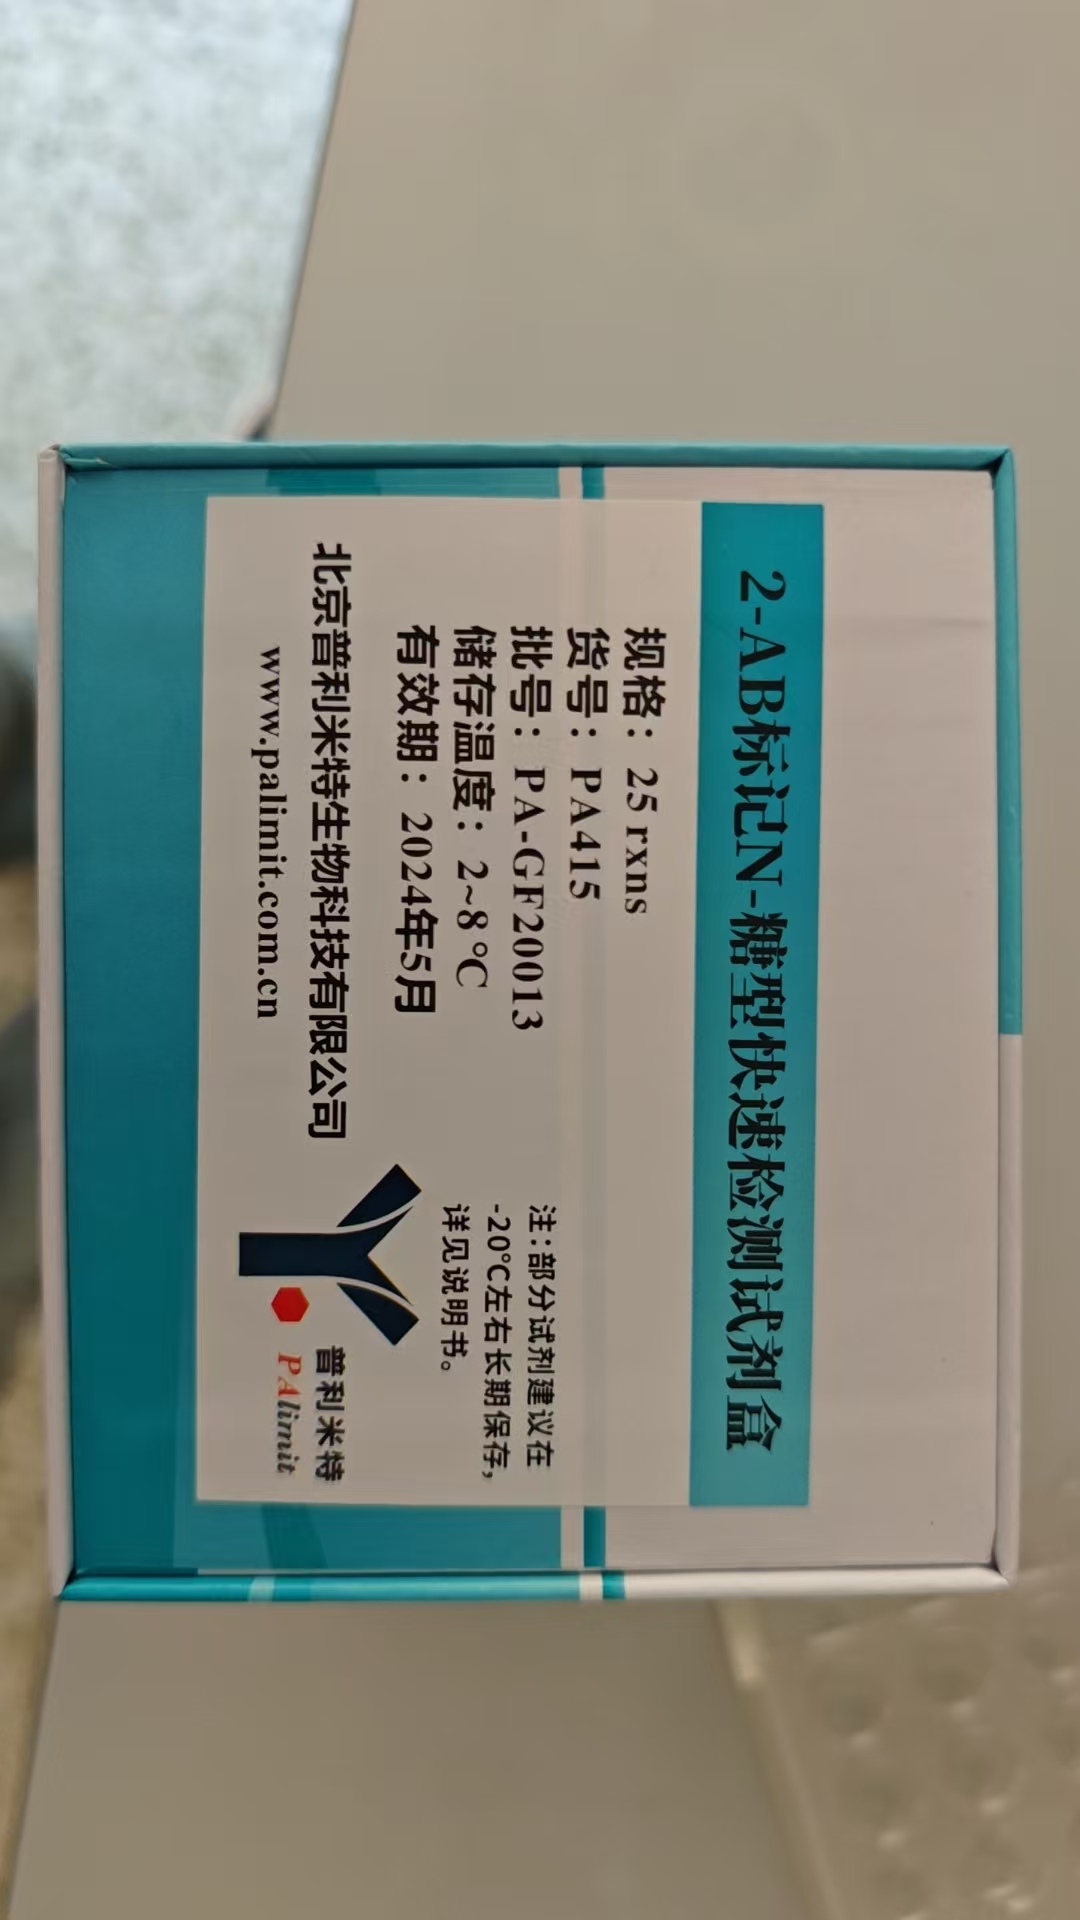 2-AB标记N-糖型快速检测试剂盒
规格：25 rxns
货号：PA415
批号：PA-GF20013
储存温度：2~8 ℃
有效期：2024年5月
注：部分试剂建议在
-20℃左右长期保存，
详见说明书。
北京普利米特生物科技有限公司
www.palimit.com.cn
普利米特
PAlimit